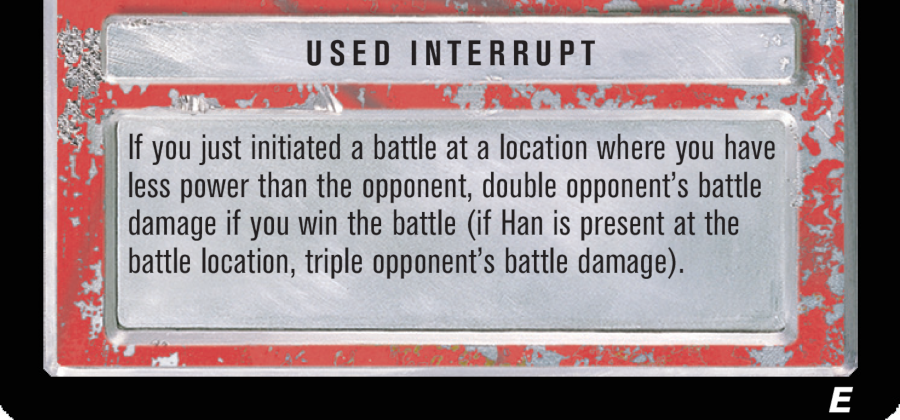 USED INTERRUPT
If you just initiated a battle at a location where you have
less power than the opponent, double opponent's battle
damage if you win the battle (if Han is present at the
battle location, triple opponent's battle damage).
E